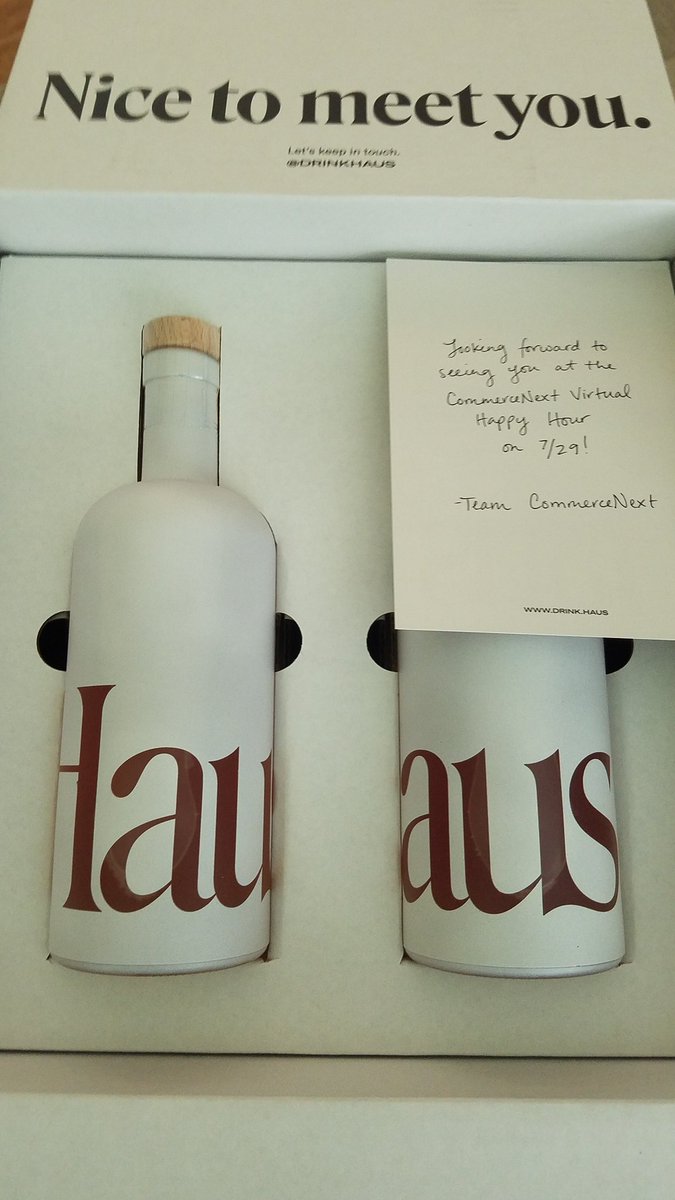 Nice to meet you.
Let's keep in touch.
@DRINKHAUS
Looking forward to
seeing you at the
CommerceNext Virtual
Happy Hour
on 7/29!
-Team CommerceNext
WWW.DRINK.HAUS
Hau
aus